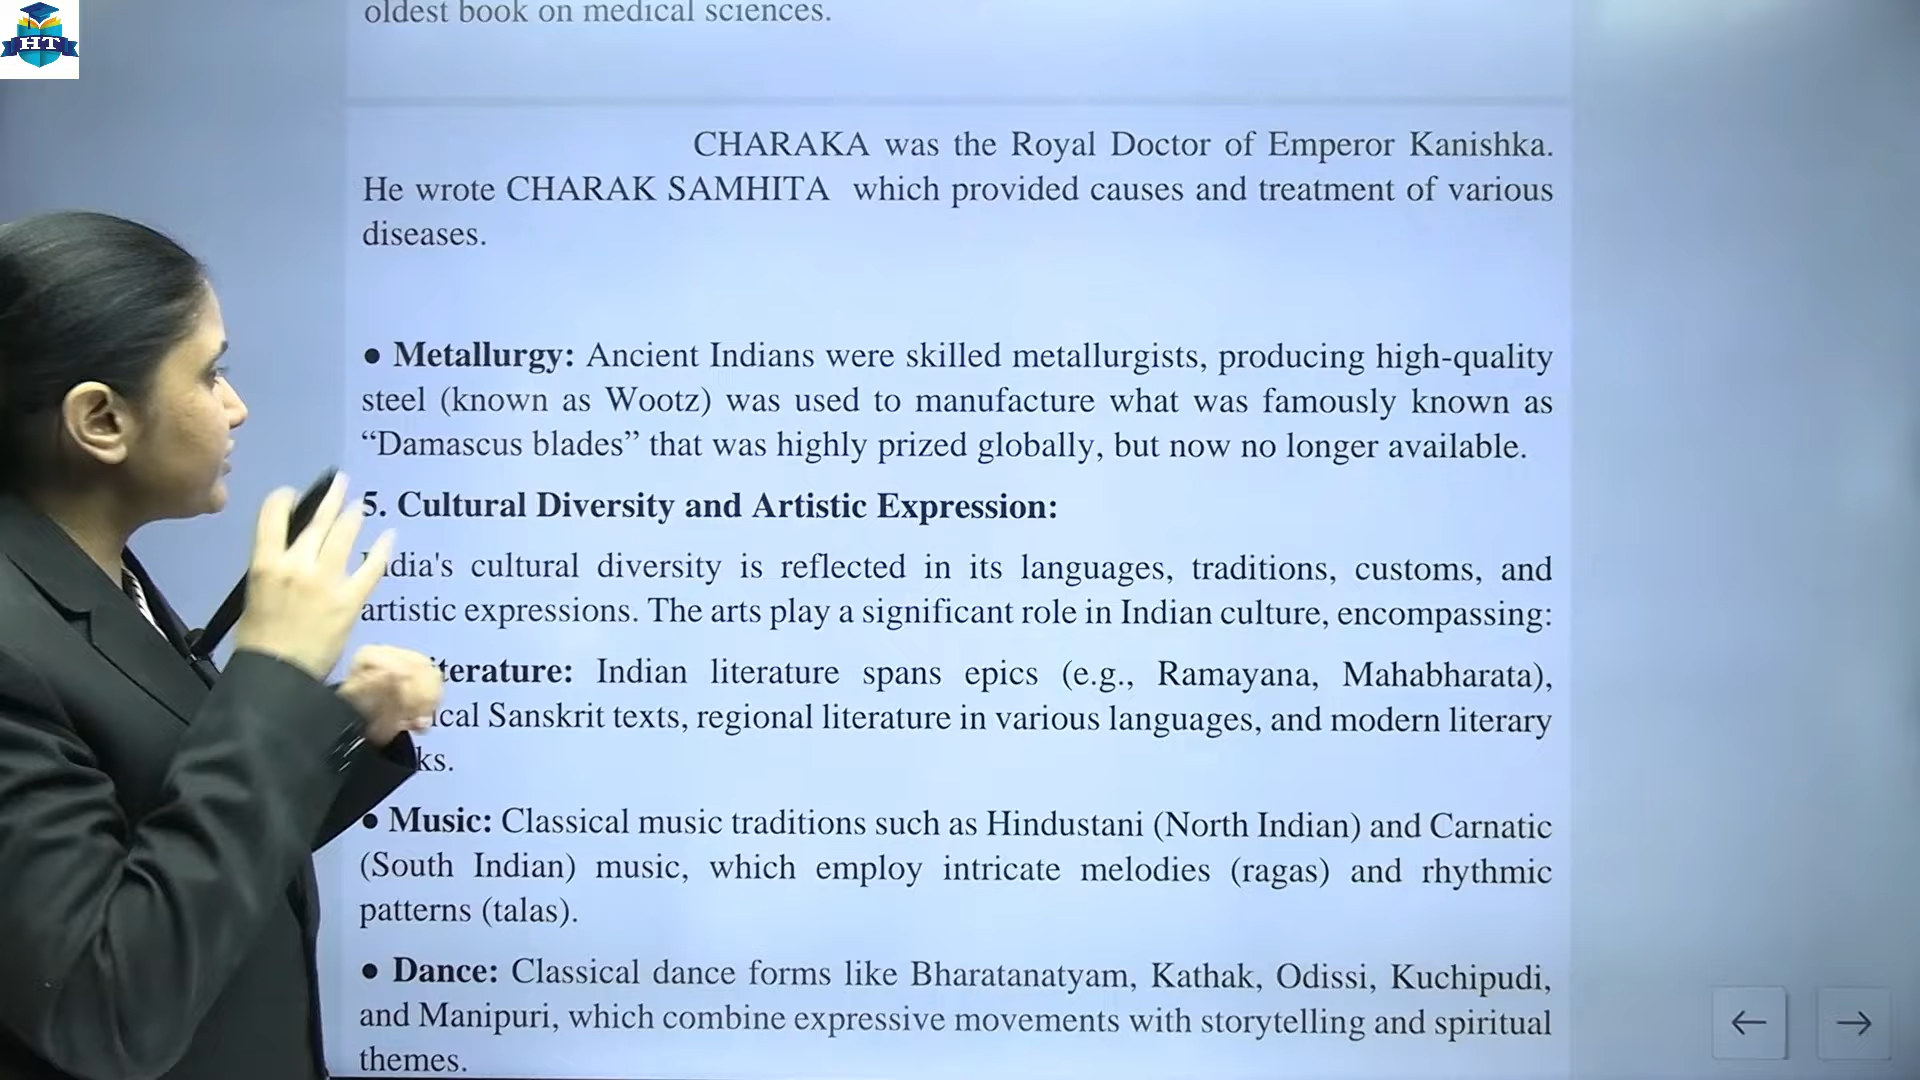 HT
oldest book on medical sciences.
CHARAKA was the Royal Doctor of Emperor Kanishka.
He wrote CHARAK SAMHITA which provided causes and treatment of various
diseases.
● Metallurgy: Ancient Indians were skilled metallurgists, producing high-quality
steel (known as Wootz) was used to manufacture what was famously known as
“Damascus blades” that was highly prized globally, but now no longer available.
5. Cultural Diversity and Artistic Expression:
India's cultural diversity is reflected in its languages, traditions, customs, and
artistic expressions. The arts play a significant role in Indian culture, encompassing:
terature: Indian literature spans epics (e.g., Ramayana, Mahabharata),
ical Sanskrit texts, regional literature in various languages, and modern literary
ks.
● Music: Classical music traditions such as Hindustani (North Indian) and Carnatic
(South Indian) music, which employ intricate melodies (ragas) and rhythmic
patterns (talas).
● Dance: Classical dance forms like Bharatanatyam, Kathak, Odissi, Kuchipudi,
and Manipuri, which combine expressive movements with storytelling and spiritual
themes.